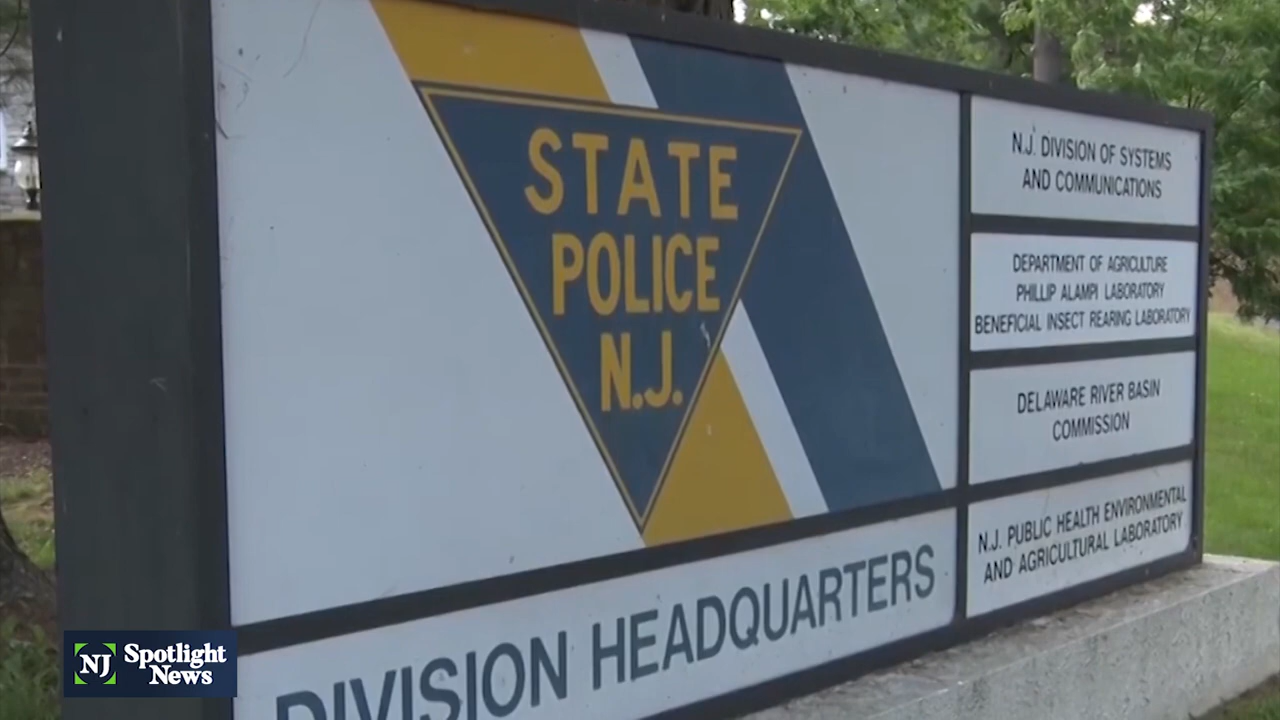 STATE
POLICE
N.J.
DIVISION HEADQUARTERS
N.J. DIVISION OF SYSTEMS
AND COMMUNICATIONS
DEPARTMENT OF AGRICULTURE
PHILLIP ALAMPI LABORATORY
BENEFICIAL INSECT REARING LABORATORY
DELAWARE RIVER BASIN
COMMISSION
N.J. PUBLIC HEALTH ENVIRONMENTAL
AND AGRICULTURAL LABORATORY
NJ Spotlight
News